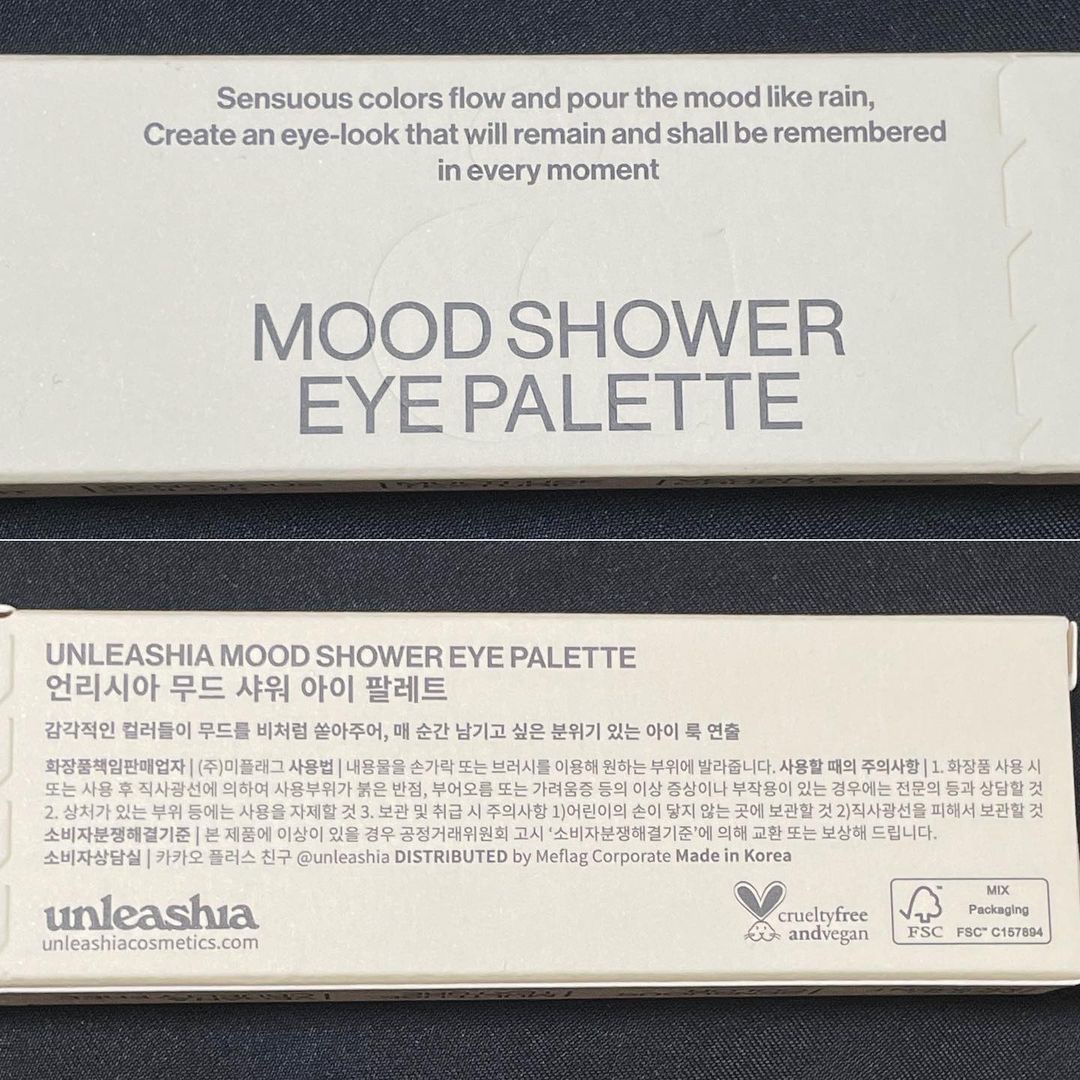 Sensuous colors flow and pour the mood like rain,
Create an eye-look that will remain and shall be remembered
in every moment
MOOD SHOWER
EYE PALETTE
UNLEASHIA MOOD SHOWER EYE PALETTE
언리시아 무드 샤워 아이 팔레트
감각적인 컬러들이 무드를 비처럼 쏟아주어, 매 순간 남기고 싶은 분위기 있는 아이 룩 연출
화장품책임판매업자 | (주)미플래그 사용법 | 내용물을 손가락 또는 브러시를 이용해 원하는 부위에 발라줍니다. 사용할 때의 주의사항 | 1. 화장품 사용 시
또는 사용 후 직사광선에 의하여 사용부위가 붉은 반점, 부어오름 또는 가려움증 등의 이상 증상이나 부작용이 있는 경우에는 전문의 등과 상담할 것
2. 상처가 있는 부위 등에는 사용을 자제할 것 3. 보관 및 취급 시 주의사항 1)어린이의 손이 닿지 않는 곳에 보관할 것 2)직사광선을 피해서 보관할 것
소비자분쟁해결기준 | 본 제품에 이상이 있을 경우 공정거래위원회 고시 ‘소비자분쟁해결기준’에 의해 교환 또는 보상해 드립니다.
소비자상담실 | 카카오 플러스 친구 @unleashia DISTRIBUTED by Meflag Corporate Made in Korea
unleashia
unleashiacosmetics.com
crueltyfree
andvegan
FSC
MIX
Packaging
FSC™ C157894